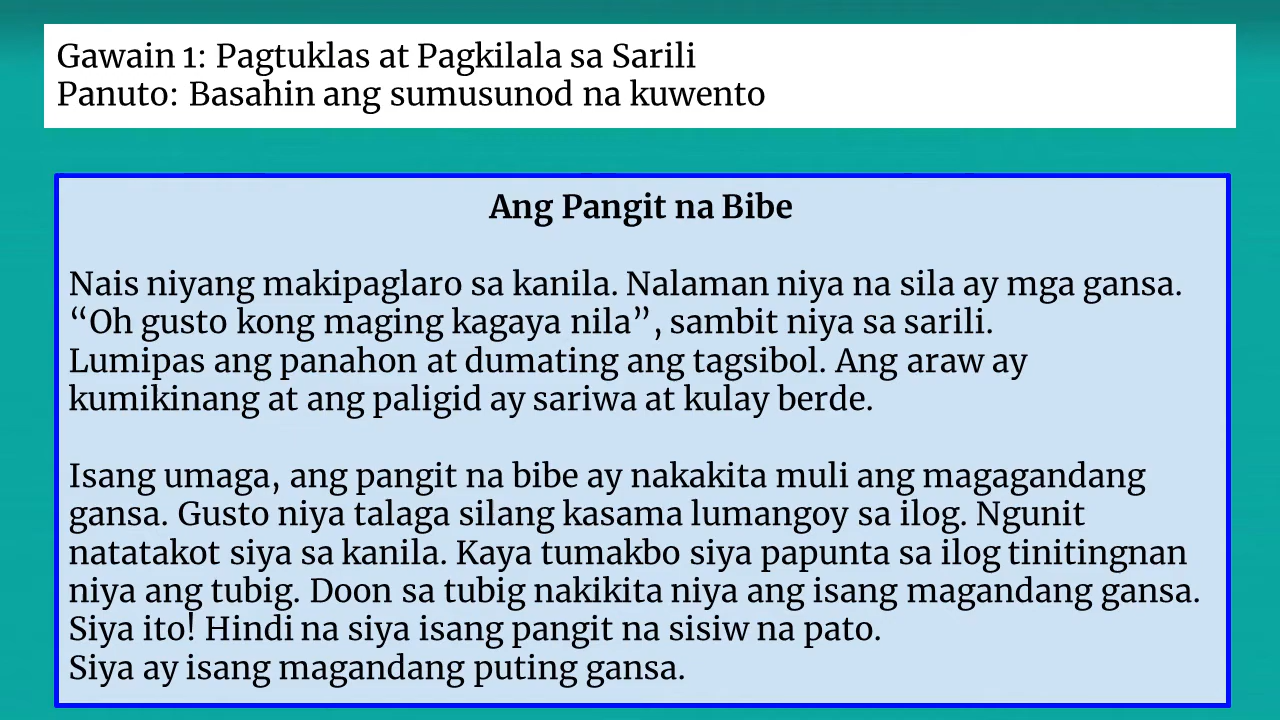 Gawain 1: Pagtuklas at Pagkilala sa Sarili
Panuto: Basahin ang sumusunod na kuwento
Ang Pangit na Bibe
Nais niyang makipaglaro sa kanila. Nalaman niya na sila ay mga gansa.
“Oh gusto kong maging kagaya nila”, sambit niya sa sarili.
Lumipas ang panahon at dumating ang tagsibol. Ang araw ay
kumikinang at ang paligid ay sariwa at kulay berde.
Isang umaga, ang pangit na bibe ay nakakita muli ang magagandang
gansa. Gusto niya talaga silang kasama lumangoy sa ilog. Ngunit
natatakot siya sa kanila. Kaya tumakbo siya papunta sa ilog tinitingnan
niya ang tubig. Doon sa tubig nakikita niya ang isang magandang gansa.
Siya ito! Hindi na siya isang pangit na sisiw na pato.
Siya ay isang magandang puting gansa.